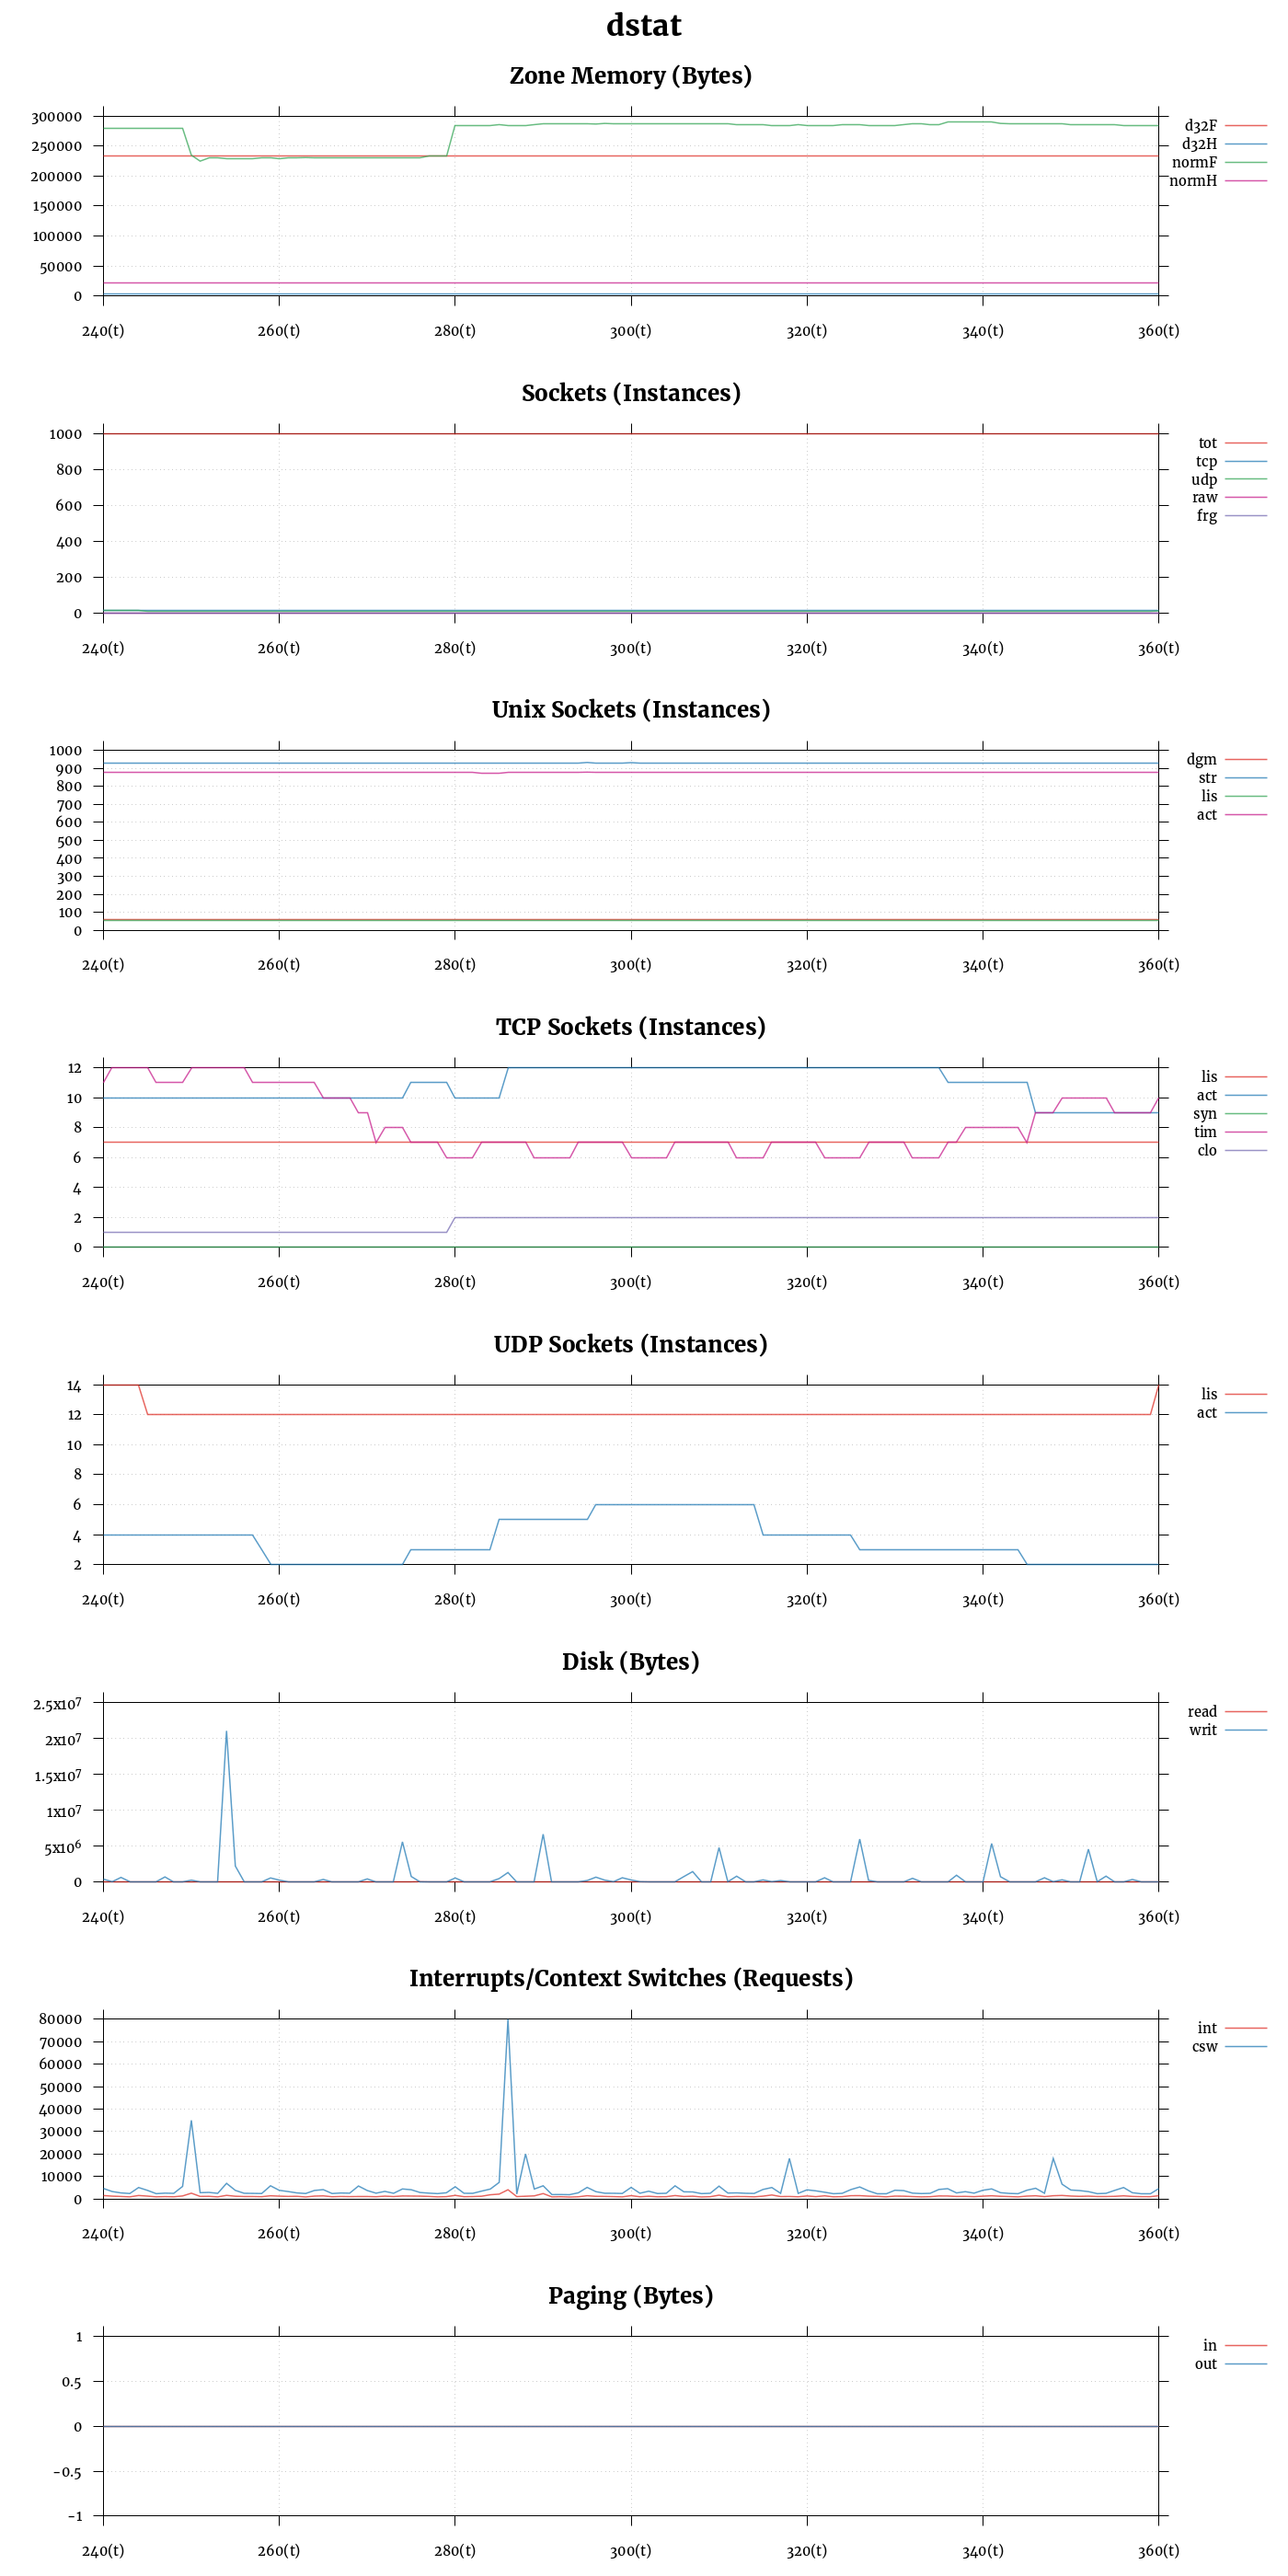 dstat
Zone Memory (Bytes)
300000
250000
200000
150000
100000
50000
0
240(t) 260(t) 280(t) 300(t) 320(t) 340(t) 360(t)
d32F
d32H
normF
normH
Sockets (Instances)
1000
800
600
400
200
0
240(t) 260(t) 280(t) 300(t) 320(t) 340(t) 360(t)
tot
tcp
udp
raw
frg
Unix Sockets (Instances)
1000
900
800
700
600
500
400
300
200
100
0
240(t) 260(t) 280(t) 300(t) 320(t) 340(t) 360(t)
dgm
str
lis
act
TCP Sockets (Instances)
12
10
8
6
4
2
0
240(t) 260(t) 280(t) 300(t) 320(t) 340(t) 360(t)
lis
act
syn
tim
clo
UDP Sockets (Instances)
14
12
10
8
6
4
2
240(t) 260(t) 280(t) 300(t) 320(t) 340(t) 360(t)
lis
act
Disk (Bytes)
2.5x10⁷
2x10⁷
1.5x10⁷
1x10⁷
5x10⁶
0
240(t) 260(t) 280(t) 300(t) 320(t) 340(t) 360(t)
read
writ
Interrupts/Context Switches (Requests)
80000
70000
60000
50000
40000
30000
20000
10000
0
240(t) 260(t) 280(t) 300(t) 320(t) 340(t) 360(t)
int
csw
Paging (Bytes)
1
0.5
0
-0.5
-1
240(t) 260(t) 280(t) 300(t) 320(t) 340(t) 360(t)
in
out